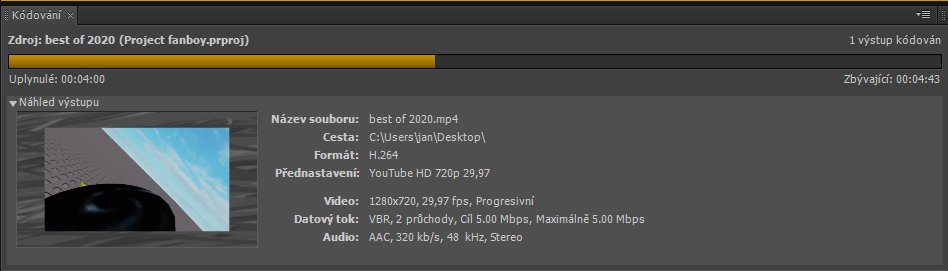 Kódování
Zdroj: best of 2020 (Project fanboy.prproj)
1 výstup kódován
Uplynulé: 00:04:00
Zbývající: 00:04:43
Náhled výstupu
Název souboru: best of 2020.mp4
Cesta: C:\Users\jan\Desktop\
Formát: H.264
Přednastavení: YouTube HD 720p 29,97
Video: 1280x720, 29,97 fps, Progresivní
Datový tok: VBR, 2 průchody, Cíl 5.00 Mbps, Maximálně 5.00 Mbps
Audio: AAC, 320 kb/s, 48 kHz, Stereo